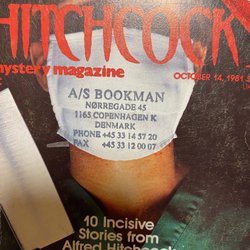 HITCHCOCK
mystery magazine
OCTOBER 14, 1981
A/S BOOKMAN
NØRREGADE 45
1165 COPENHAGEN K
DENMARK
PHONE +45 33 14 57 20
FAX +45 33 12 00 07
10 Incisive
Stories from
Alfred Hitchcock